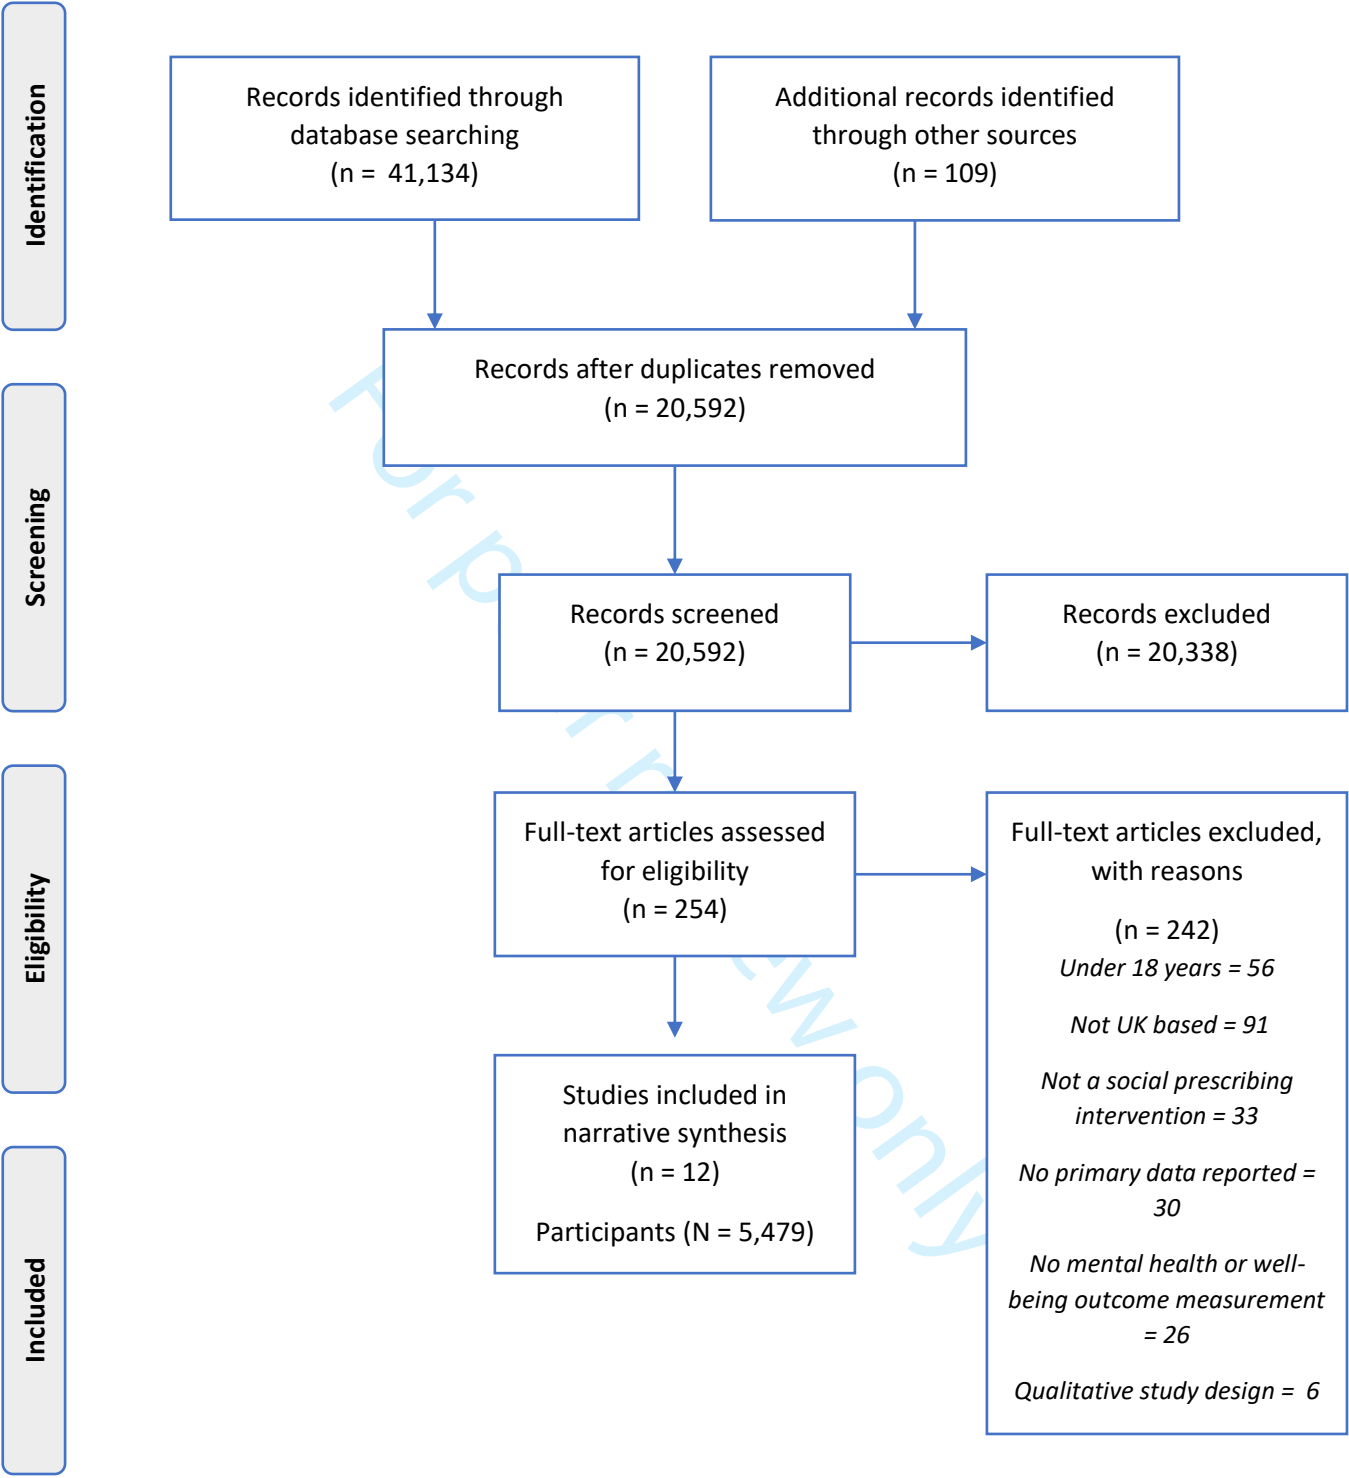 Identification
Records identified through
database searching
(n = 41,134)
Additional records identified
through other sources
(n = 109)
Records after duplicates removed
(n = 20,592)
Screening
Records screened
(n = 20,592)
Records excluded
(n = 20,338)
Eligibility
Full-text articles assessed
for eligibility
(n = 254)
Full-text articles excluded,
with reasons
(n = 242)
Under 18 years = 56
Not UK based = 91
Not a social prescribing
intervention = 33
No primary data reported =
30
No mental health or well-
being outcome measurement
= 26
Qualitative study design = 6
Included
Studies included in
narrative synthesis
(n = 12)
Participants (N = 5,479)
For
only